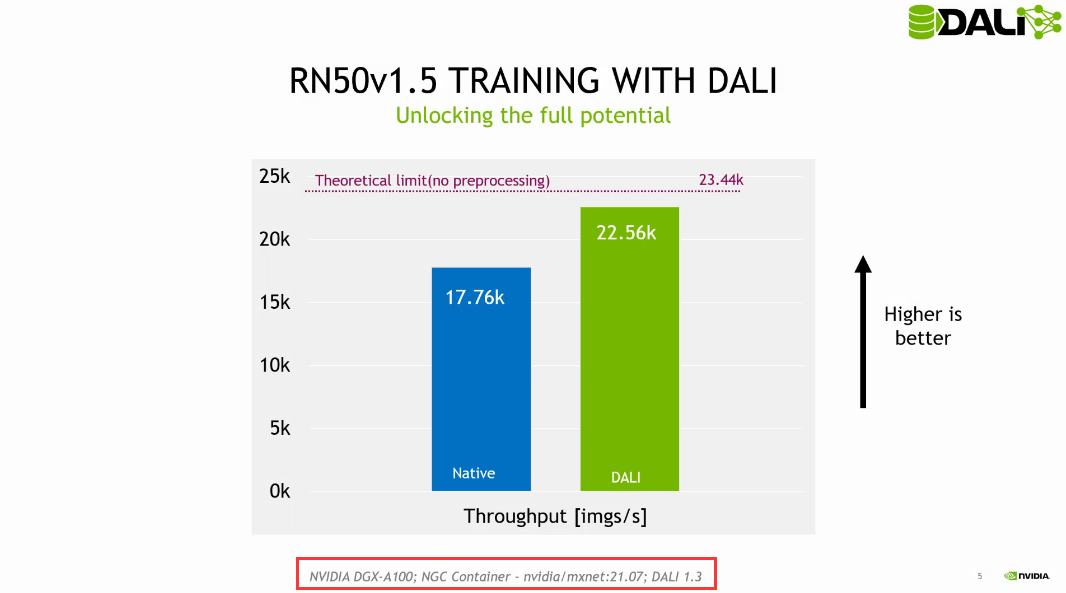 DALI
RN50v1.5 TRAINING WITH DALI
Unlocking the full potential
25k
Theoretical limit(no preprocessing)
23.44k
20k
22.56k
17.76k
15k
Higher is
better
10k
5k
Native
DALI
0k
Throughput [imgs/s]
NVIDIA DGX-A100; NGC Container - nvidia/mxnet:21.07; DALI 1.3
5
NVIDIA.